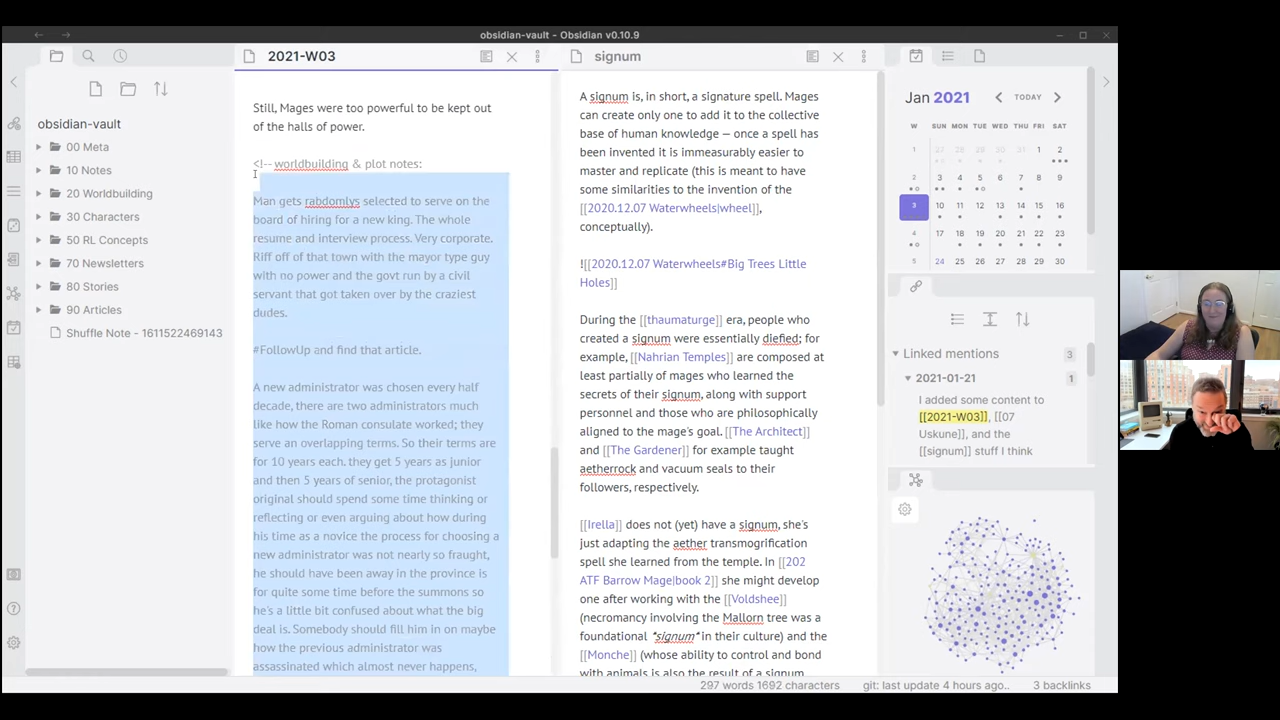 obsidian-vault - Obsidian v0.10.9
obsidian-vault
00 Meta
10 Notes
20 Worldbuilding
30 Characters
50 RL Concepts
70 Newsletters
80 Stories
90 Articles
Shuffle Note - 1611522469143
2021-W03
Still, Mages were too powerful to be kept out
of the halls of power.
<!-- worldbuilding & plot notes:
Man gets rabdomlys selected to serve on the
board of hiring for a new king. The whole
resume and interview process. Very corporate.
Riff off of that town with the mayor type guy
with no power and the govt run by a civil
servant that got taken over by the craziest
dudes.
#FollowUp and find that article.
A new administrator was chosen every half
decade, there are two administrators much
like how the Roman consulate worked; they
serve an overlapping terms. So their terms are
for 10 years each. they get 5 years as junior
and then 5 years of senior, the protagonist
original should spend some time thinking or
reflecting or even arguing about how during
his time as a novice the process for choosing a
new administrator was not nearly so fraught,
he should have been away in the province is
for quite some time before the summons so
he's a little bit confused about what the big
deal is. Somebody should fill him in on maybe
how the previous administrator was
assassinated which almost never happens,
signum
A signum is, in short, a signature spell. Mages
can create only one to add it to the collective
base of human knowledge — once a spell has
been invented it is immeasurably easier to
master and replicate (this is meant to have
some similarities to the invention of the
[[2020.12.07 Waterwheels|wheel]],
conceptually).
![[2020.12.07 Waterwheels#Big Trees Little
Holes]]
During the [[thaumaturge]] era, people who
created a signum were essentially diefied; for
example, [[Nahrian Temples]] are composed at
least partially of mages who learned the
secrets of their signum, along with support
personnel and those who are philosophically
aligned to the mage's goal. [[The Architect]]
and [[The Gardener]] for example taught
aetherrock and vacuum seals to their
followers, respectively.
[[Irella]] does not (yet) have a signum, she's
just adapting the aether transmogrification
spell she learned from the temple. In [[202
ATF Barrow Mage|book 2]] she might develop
one after working with the [[Voldshee]]
(necromancy involving the Mallorn tree was a
foundational *signum* in their culture) and the
[[Monche]] (whose ability to control and bond
with animals is also the result of a signum
Jan 2021
TODAY
W SUN MON TUE WED THU FRI SAT
1 27 28 29 30 31 1 2
2 3 4 5 6 7 8 9
3 10 11 12 13 14 15 16
4 17 18 19 20 21 22 23
5 24 25 26 27 28 29 30
Linked mentions 3
2021-01-21 1
I added some content to
[[2021-W03]], [[07
Uskune]], and the
[[signum]] stuff I think
297 words 1692 characters
git: last update 4 hours ago..
3 backlinks